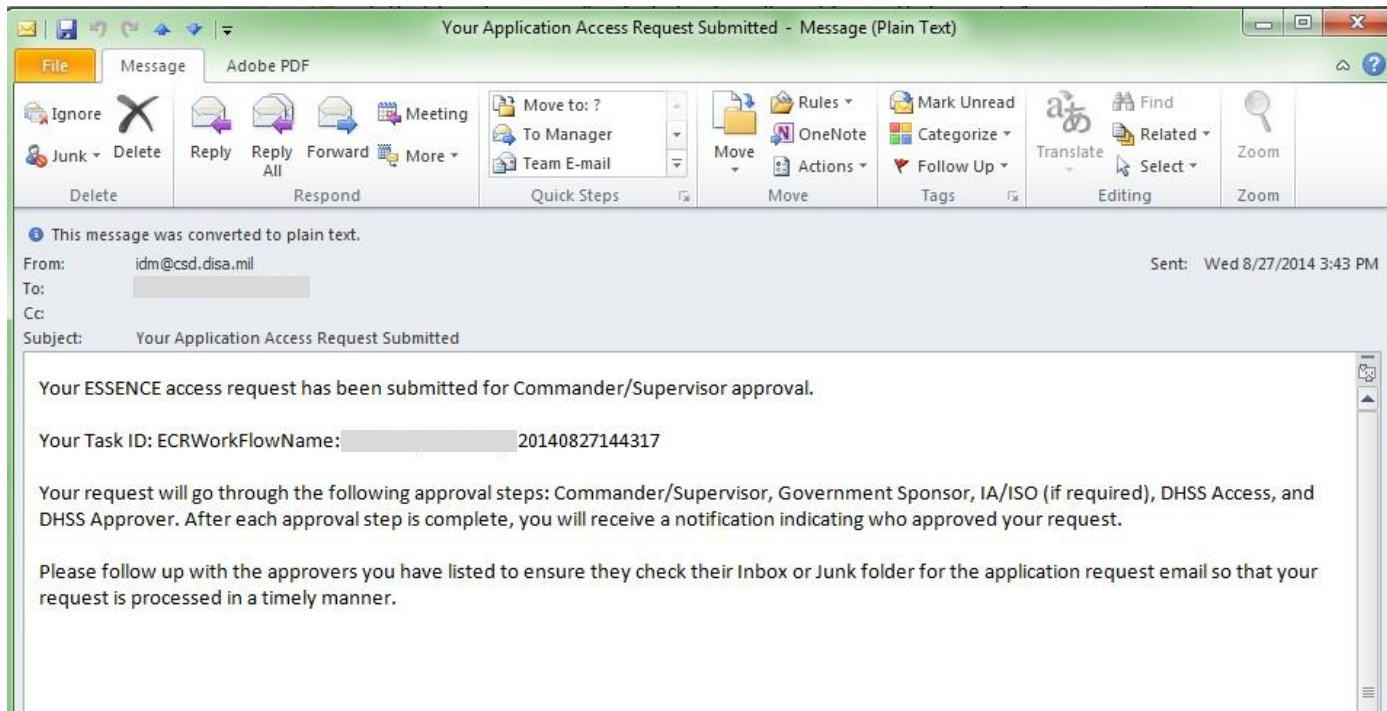 Your Application Access Request Submitted - Message (Plain Text)
File Message Adobe PDF
Ignore
Junk
Delete
Reply
Reply All
Forward
Meeting
More
Move to: ?
To Manager
Team E-mail
Move
Rules
OneNote
Actions
Mark Unread
Categorize
Follow Up
Translate
Find
Related
Select
Zoom
Delete Respond Quick Steps Move Tags Editing Zoom
This message was converted to plain text.
From: idm@csd.disa.mil Sent: Wed 8/27/2014 3:43 PM
To:
Cc:
Subject: Your Application Access Request Submitted
Your ESSENCE access request has been submitted for Commander/Supervisor approval.
Your Task ID: ECRWorkFlowName: 20140827144317
Your request will go through the following approval steps: Commander/Supervisor, Government Sponsor, IA/ISO (if required), DHSS Access, and
DHSS Approver. After each approval step is complete, you will receive a notification indicating who approved your request.
Please follow up with the approvers you have listed to ensure they check their Inbox or Junk folder for the application request email so that your
request is processed in a timely manner.